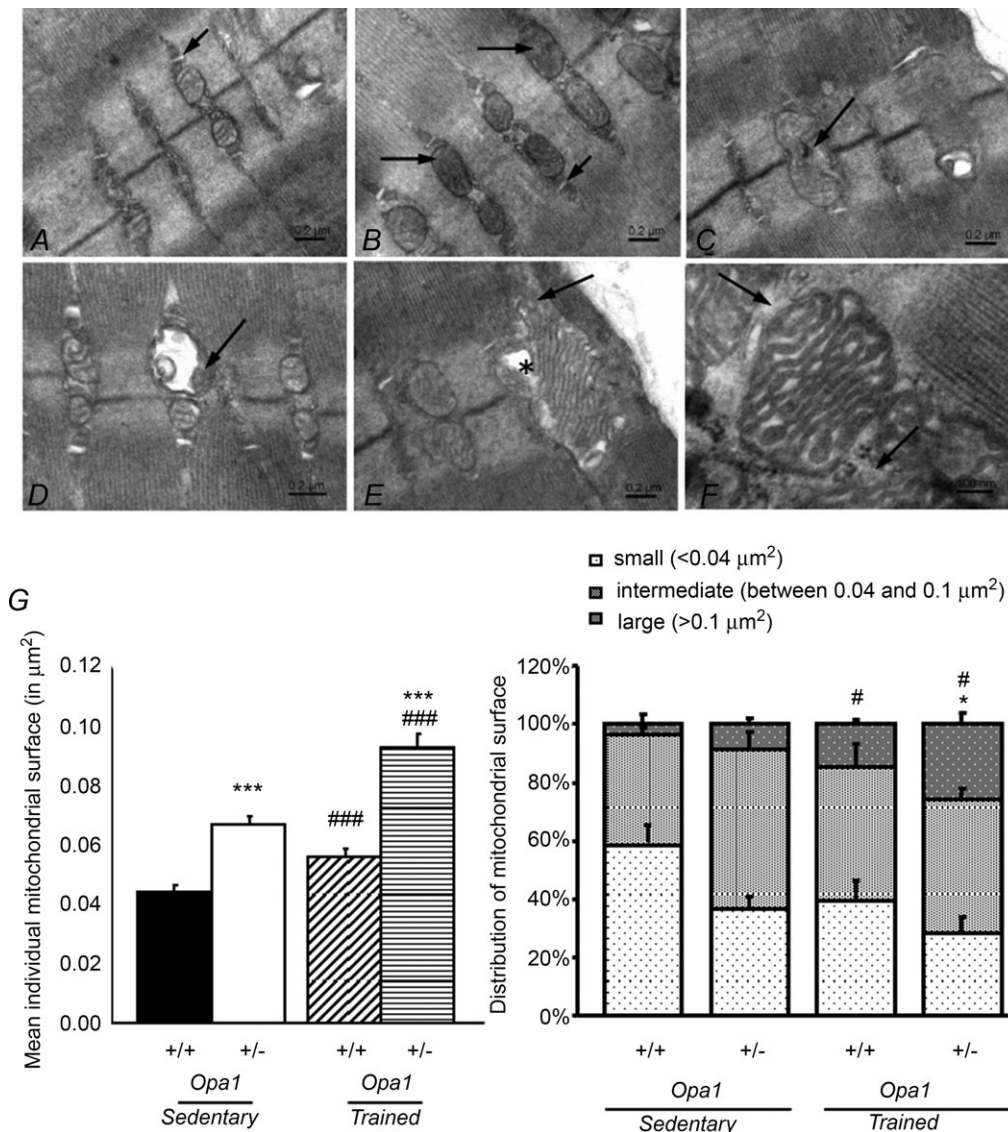 A
0.2 µm
B
0.2 µm
C
0.2 µm
D
0.2 µm
*
E
0.2 µm
F
100 nm
small (<0.04 µm²)
intermediate (between 0.04 and 0.1 µm²)
large (>0.1 µm²)
G
Mean individual mitochondrial surface (in µm²)
0.12
0.10
0.08
0.06
0.04
0.02
0.00
***
###
***
###
+/+
+/-
+/+
+/-
Opa1
Opa1
Sedentary
Trained
Distribution of mitochondrial surface
120%
100%
80%
60%
40%
20%
0%
#
#
*
+/+
+/-
+/+
+/-
Opa1
Opa1
Sedentary
Trained